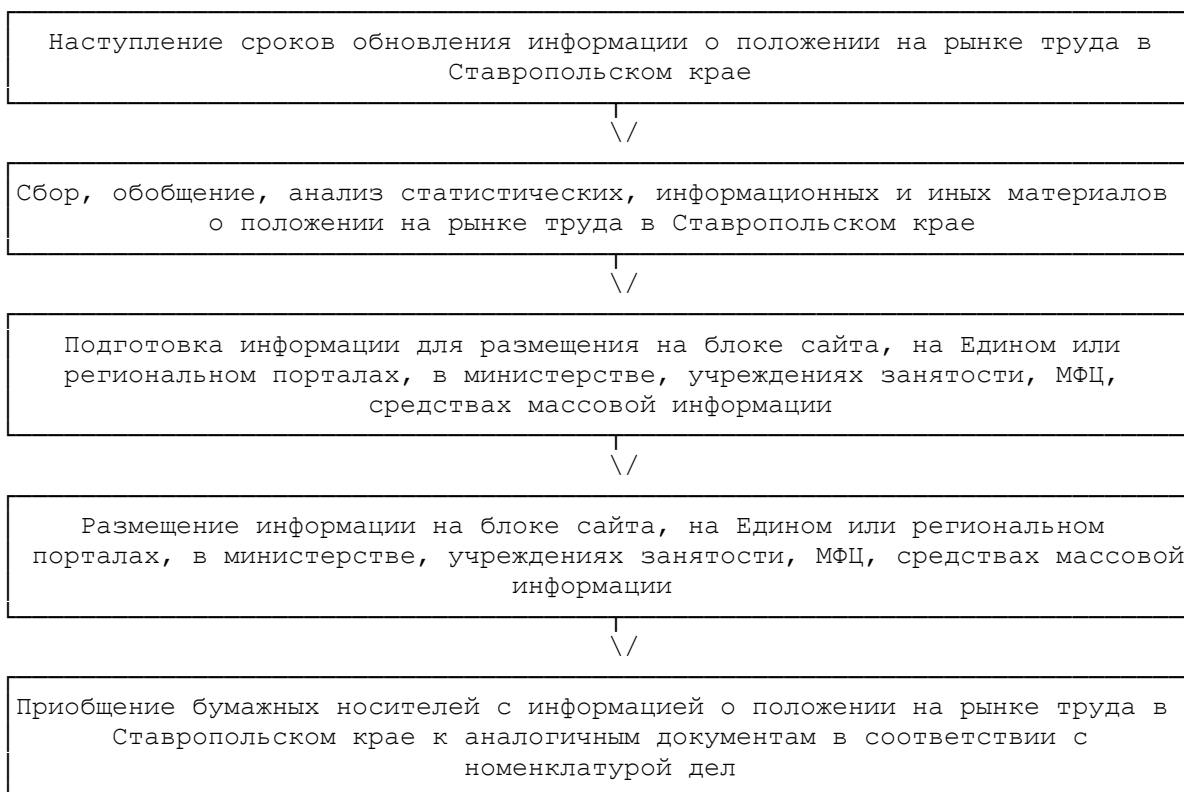 Наступление сроков обновления информации о положении на рынке труда в
Ставропольском крае
\/
Сбор, обобщение, анализ статистических, информационных и иных материалов
о положении на рынке труда в Ставропольском крае
\/
Подготовка информации для размещения на блоке сайта, на Едином или
региональном порталах, в министерстве, учреждениях занятости, МФЦ,
средствах массовой информации
\/
Размещение информации на блоке сайта, на Едином или региональном
порталах, в министерстве, учреждениях занятости, МФЦ, средствах массовой
информации
\/
Приобщение бумажных носителей с информацией о положении на рынке труда в
Ставропольском крае к аналогичным документам в соответствии с
номенклатурой дел